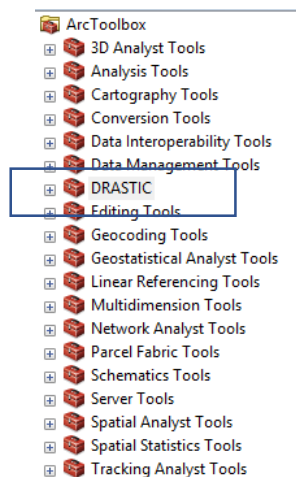 ArcToolbox
3D Analyst Tools
Analysis Tools
Cartography Tools
Conversion Tools
Data Interoperability Tools
Data Management Tools
DRASTIC
Editing Tools
Geocoding Tools
Geostatistical Analyst Tools
Linear Referencing Tools
Multidimension Tools
Network Analyst Tools
Parcel Fabric Tools
Schematics Tools
Server Tools
Spatial Analyst Tools
Spatial Statistics Tools
Tracking Analyst Tools